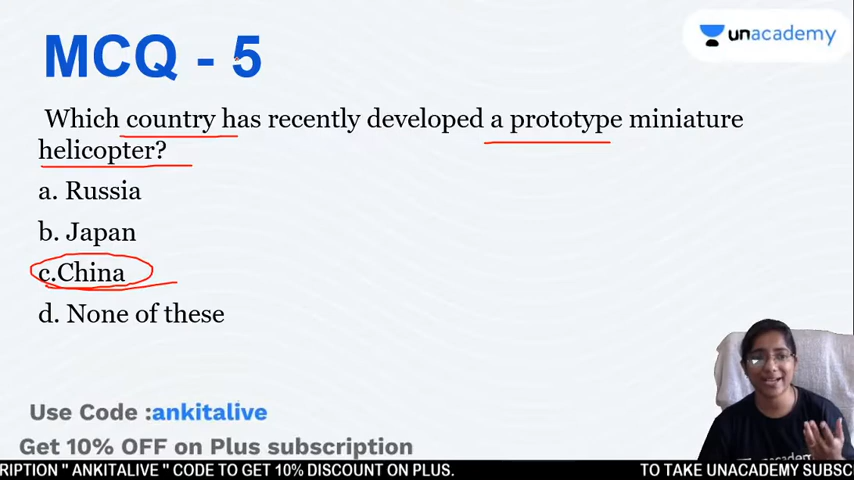 MCQ - 5
unacademy
Which country has recently developed a prototype miniature
helicopter?
a. Russia
b. Japan
c.China
d. None of these
Use Code :ankitalive
Get 10% OFF on Plus subscription
unacademy
RIPTION " ANKITALIVE " CODE TO GET 10% DISCOUNT ON PLUS. TO TAKE UNACADEMY SUBSC